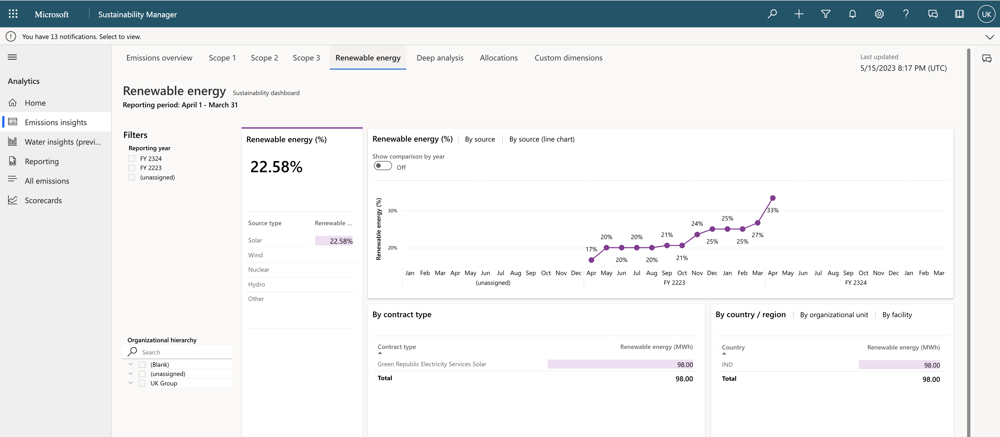 Microsoft Sustainability Manager UK
You have 13 notifications. Select to view.
Emissions overview Scope 1 Scope 2 Scope 3 Renewable energy Deep analysis Allocations Custom dimensions
Last updated
5/15/2023 8:17 PM (UTC)
Analytics
Home
Emissions insights
Water insights (previ...
Reporting
All emissions
Scorecards
Renewable energy Sustainability dashboard
Reporting period: April 1 - March 31
Filters
Reporting year
FY 2324
FY 2223
(unassigned)
Organizational hierarchy
Search
(Blank)
(unassigned)
UK Group
Renewable energy (%)
22.58%
Source type Renewable ...
Solar 22.58%
Wind
Nuclear
Hydro
Other
Renewable energy (%) By source By source (line chart)
Show comparison by year
Off
Renewable energy (%)
30%
20%
17% 20% 20% 20% 20% 21% 21% 24% 25% 25% 25% 27% 33%
Jan Feb Mar Apr May Jun Jul Aug Sep Oct Nov Dec Apr May Jun Jul Aug Sep Oct Nov Dec Jan Feb Mar Apr May Jun Jul Aug Sep Oct Nov Dec Jan Feb Mar
(unassigned) FY 2223 FY 2324
By contract type
Contract type Renewable energy (MWh)
Green Republic Electricity Services Solar 98.00
Total 98.00
By country / region By organizational unit By facility
Country Renewable energy (MWh)
IND 98.00
Total 98.00